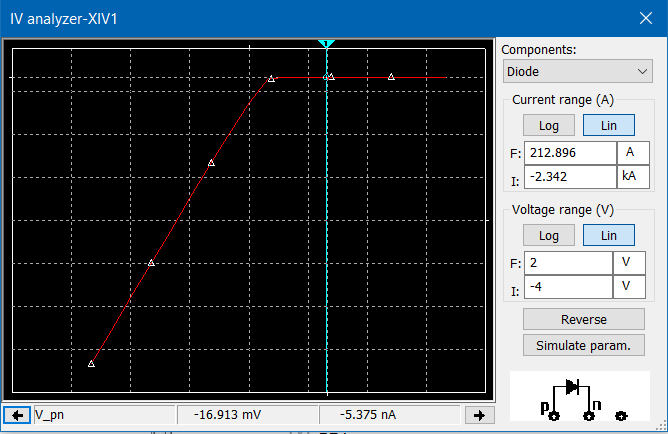 IV analyzer-XIV1
1
Components:
Diode
Current range (A)
Log Lin
F: 212.896 A
I: -2.342 kA
Voltage range (V)
Log Lin
F: 2 V
I: -4 V
Reverse
Simulate param.
p n
V_pn -16.913 mV -5.375 nA